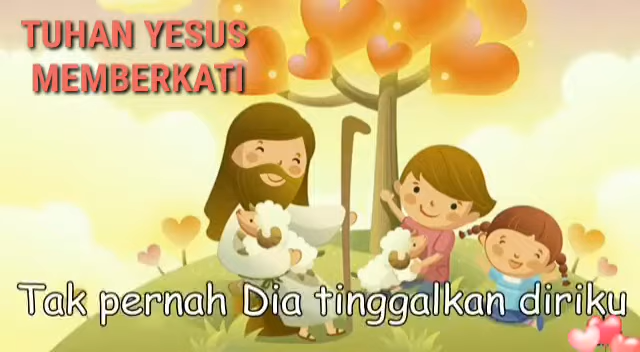 TUHAN YESUS
MEMBERKATI
Tak pernah Dia tinggalkan diriku